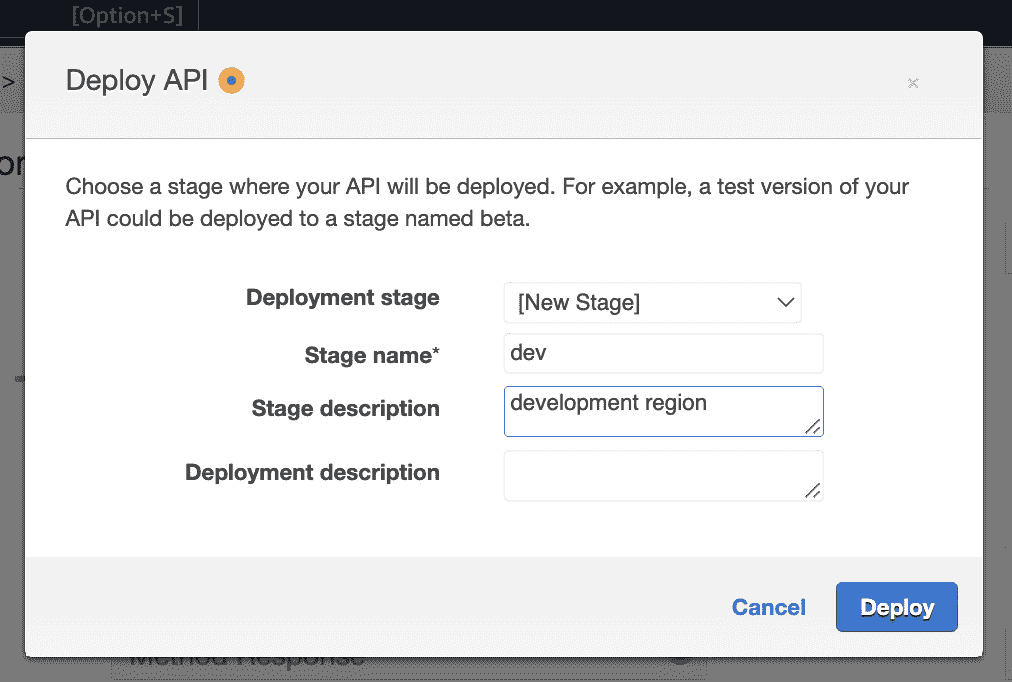 [Option+S]
Deploy API
×
>
or
Choose a stage where your API will be deployed. For example, a test version of your
API could be deployed to a stage named beta.
Deployment stage
[New Stage]
Stage name*
dev
Stage description
development region
Deployment description
Cancel
Deploy
Method Response